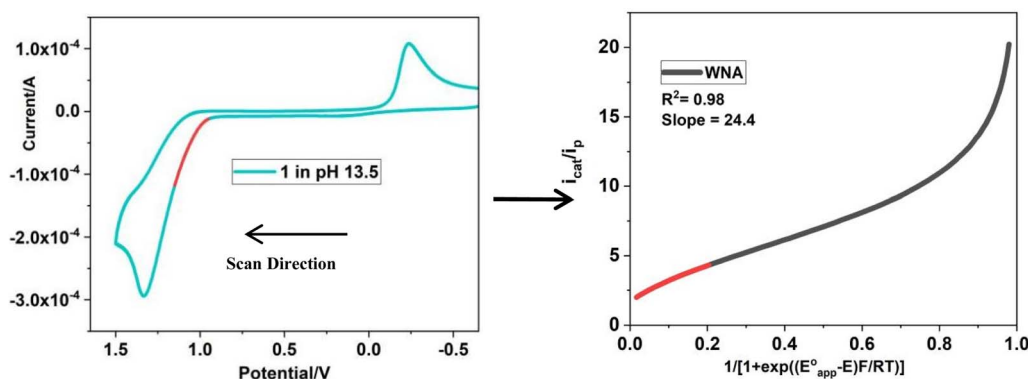 1.0x10⁻⁴
0.0
-1.0x10⁻⁴
-2.0x10⁻⁴
-3.0x10⁻⁴
Current/A
1 in pH 13.5
Scan Direction
1.5 1.0 0.5 0.0 -0.5
Potential/V
20
15
10
5
0
i_cat/i_p
WNA
R²= 0.98
Slope = 24.4
0.0 0.2 0.4 0.6 0.8 1.0
1/[1+exp((E°_app-E)F/RT)]